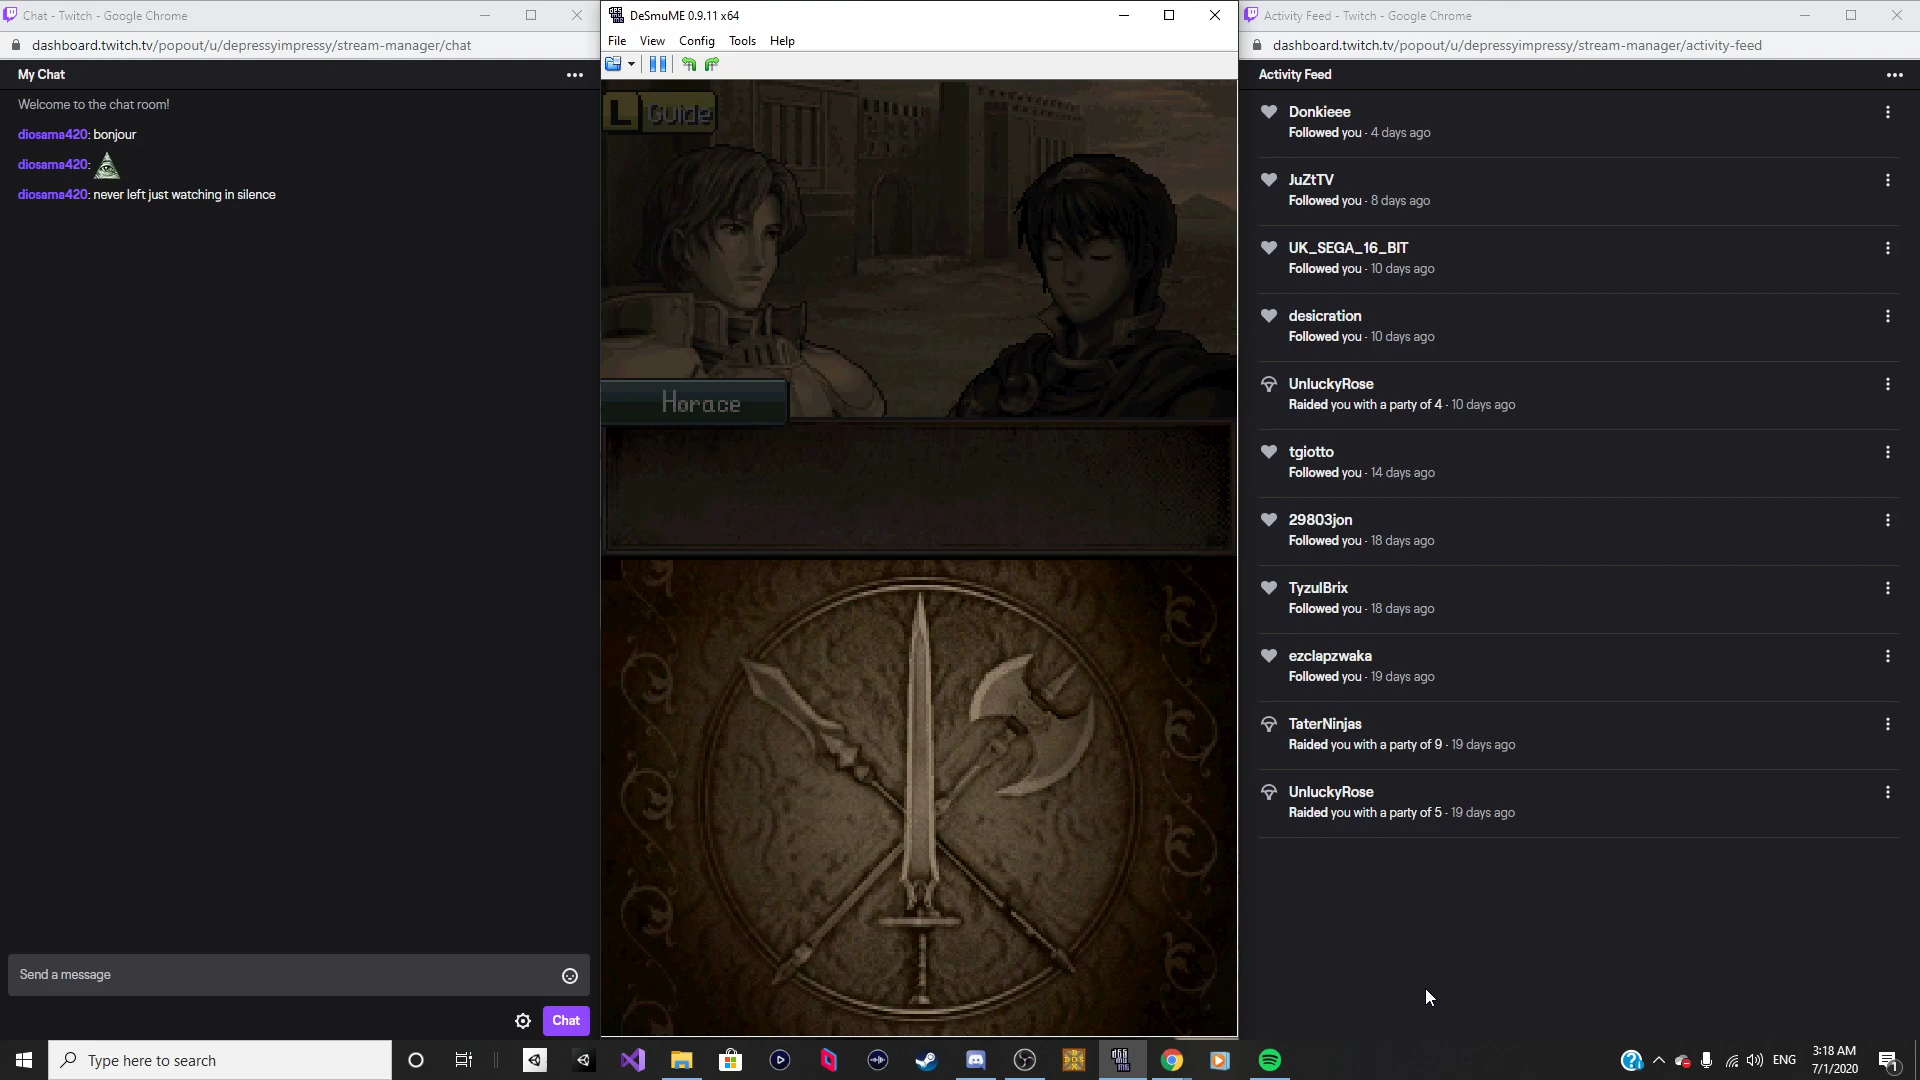 Chat - Twitch - Google Chrome
dashboard.twitch.tv/popout/u/depressyimpressy/stream-manager/chat
My Chat
Welcome to the chat room!
diosama420: bonjour
diosama420:
diosama420: never left just watching in silence
Send a message
Chat
DeSmuME 0.9.11 x64
File View Config Tools Help
L Guide
Horace
Activity Feed - Twitch - Google Chrome
dashboard.twitch.tv/popout/u/depressyimpressy/stream-manager/activity-feed
Activity Feed
Donkieee
Followed you · 4 days ago
JuZtTV
Followed you · 8 days ago
UK_SEGA_16_BIT
Followed you · 10 days ago
desicration
Followed you · 10 days ago
UnluckyRose
Raided you with a party of 4 · 10 days ago
tgiotto
Followed you · 14 days ago
29803jon
Followed you · 18 days ago
TyzulBrix
Followed you · 18 days ago
ezclapzwaka
Followed you · 19 days ago
TaterNinjas
Raided you with a party of 9 · 19 days ago
UnluckyRose
Raided you with a party of 5 · 19 days ago
Type here to search
ENG
3:18 AM
7/1/2020
1